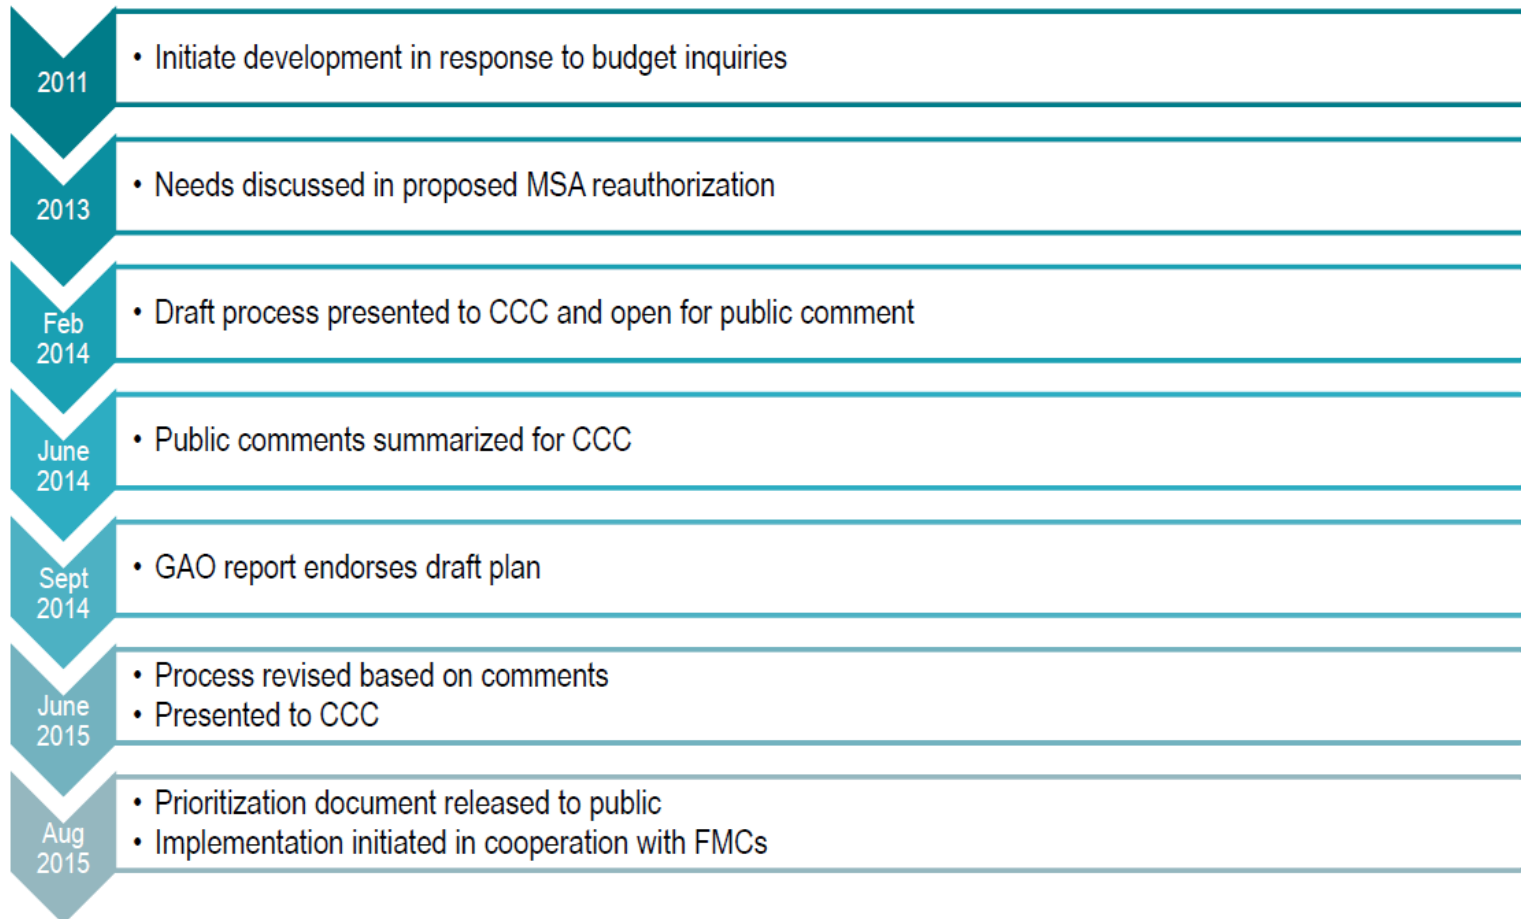 2011
• Initiate development in response to budget inquiries
2013
• Needs discussed in proposed MSA reauthorization
Feb
2014
• Draft process presented to CCC and open for public comment
June
2014
• Public comments summarized for CCC
Sept
2014
• GAO report endorses draft plan
June
2015
• Process revised based on comments
• Presented to CCC
Aug
2015
• Prioritization document released to public
• Implementation initiated in cooperation with FMCs